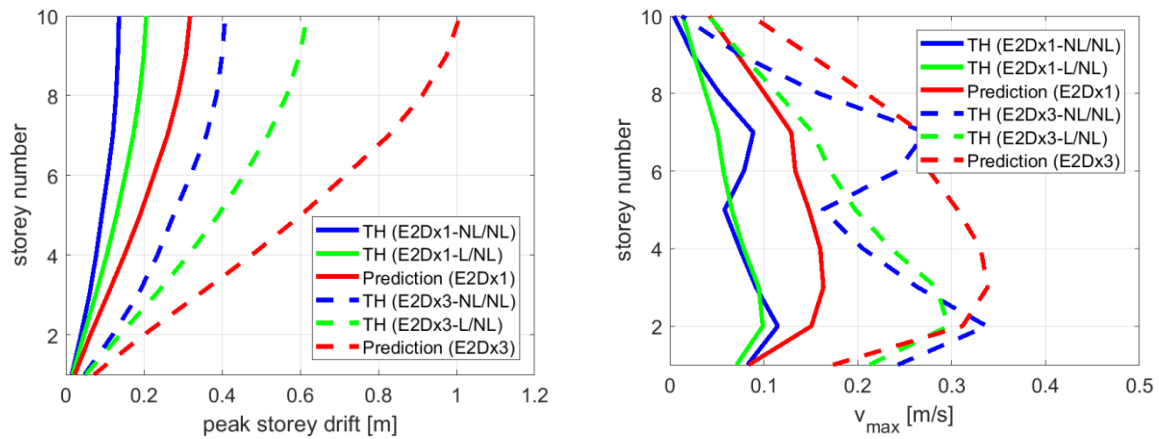 10
8
6
4
2
storey number
TH (E2Dx1-NL/NL)
TH (E2Dx1-L/NL)
Prediction (E2Dx1)
TH (E2Dx3-NL/NL)
TH (E2Dx3-L/NL)
Prediction (E2Dx3)
0 0.2 0.4 0.6 0.8 1 1.2
peak storey drift [m]
10
8
6
4
2
storey number
TH (E2Dx1-NL/NL)
TH (E2Dx1-L/NL)
Prediction (E2Dx1)
TH (E2Dx3-NL/NL)
TH (E2Dx3-L/NL)
Prediction (E2Dx3)
0 0.1 0.2 0.3 0.4 0.5
v_max [m/s]